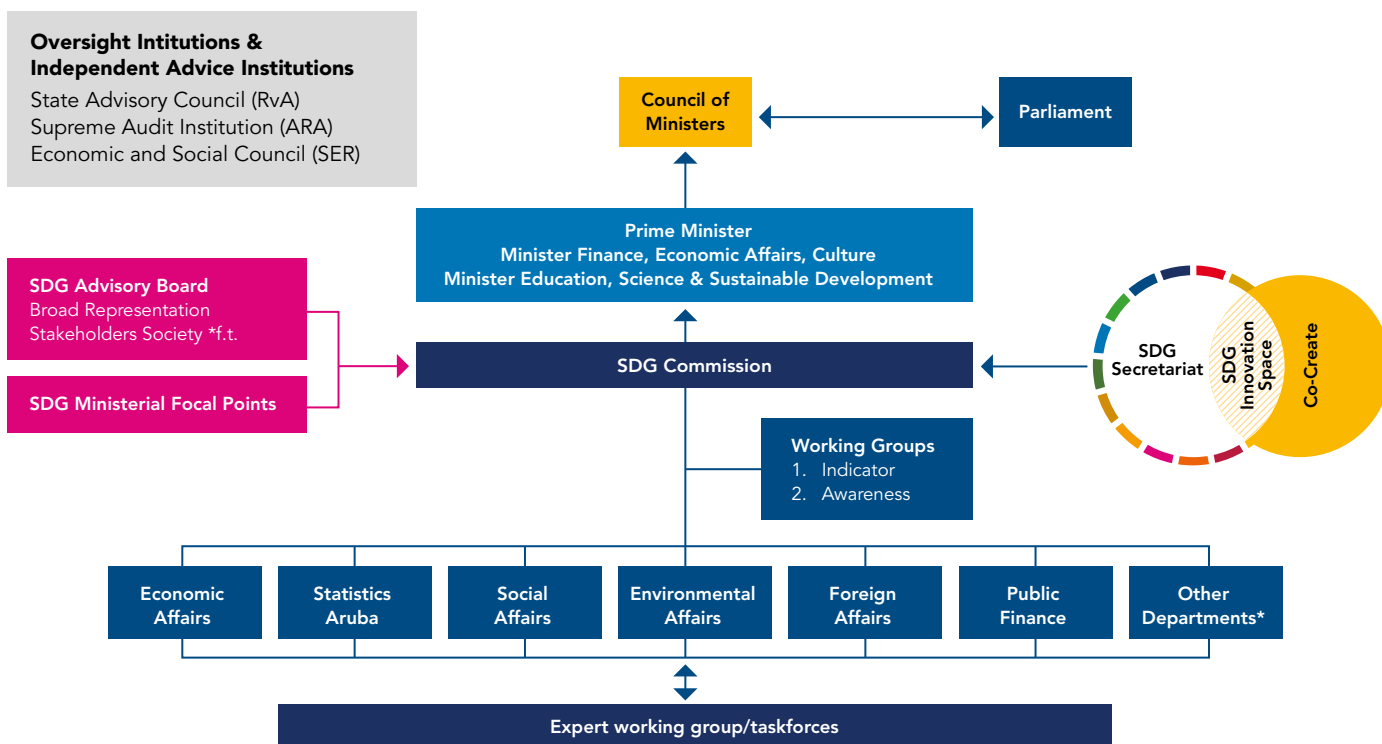 Oversight Intitutions &
Independent Advice Institutions
State Advisory Council (RvA)
Supreme Audit Institution (ARA)
Economic and Social Council (SER)
Council of
Ministers
Parliament
Prime Minister
Minister Finance, Economic Affairs, Culture
Minister Education, Science & Sustainable Development
SDG Advisory Board
Broad Representation
Stakeholders Society *f.t.
SDG Ministerial Focal Points
SDG Commission
SDG
Secretariat
SDG
Innovation
Space
Co-Create
Working Groups
1. Indicator
2. Awareness
Economic
Affairs
Statistics
Aruba
Social
Affairs
Environmental
Affairs
Foreign
Affairs
Public
Finance
Other
Departments*
Expert working group/taskforces